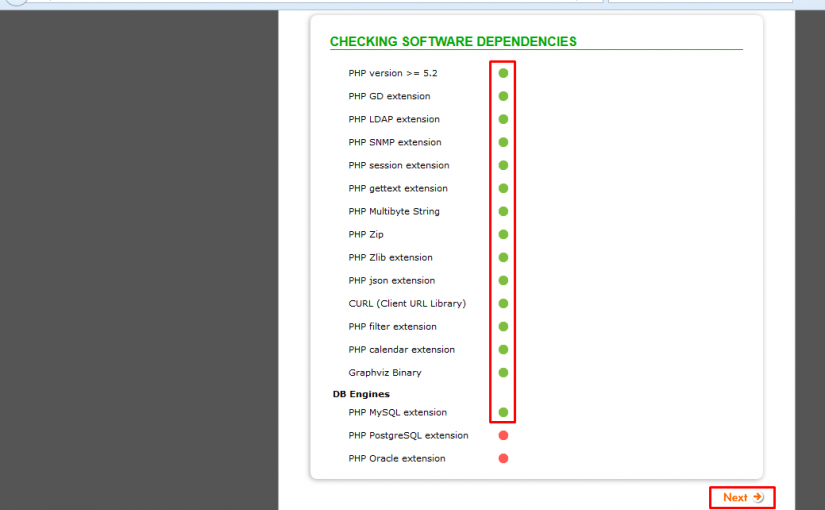 CHECKING SOFTWARE DEPENDENCIES
PHP version >= 5.2
PHP GD extension
PHP LDAP extension
PHP SNMP extension
PHP session extension
PHP gettext extension
PHP Multibyte String
PHP Zip
PHP Zlib extension
PHP json extension
CURL (Client URL Library)
PHP filter extension
PHP calendar extension
Graphviz Binary
DB Engines
PHP MySQL extension
PHP PostgreSQL extension
PHP Oracle extension
Next